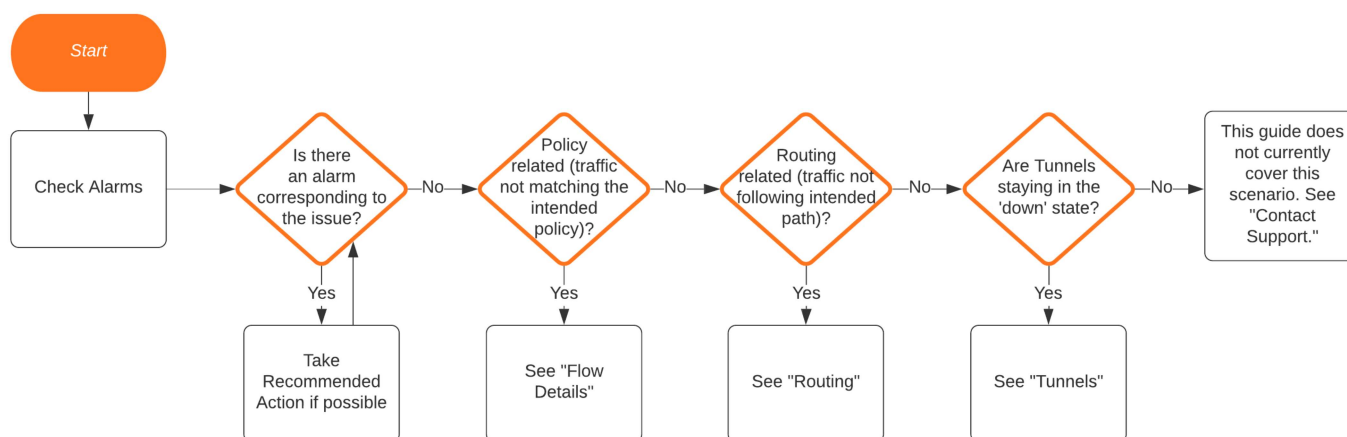 Start
Check Alarms
Is there
an alarm
corresponding to
the issue?
No
Policy
related (traffic
not matching the
intended
policy)?
No
Routing
related (traffic not
following intended
path)?
No
Are Tunnels
staying in the
'down' state?
No
This guide does
not currently
cover this
scenario. See
"Contact
Support."
Yes
Yes
Yes
Yes
Take
Recommended
Action if possible
See "Flow
Details"
See "Routing"
See "Tunnels"